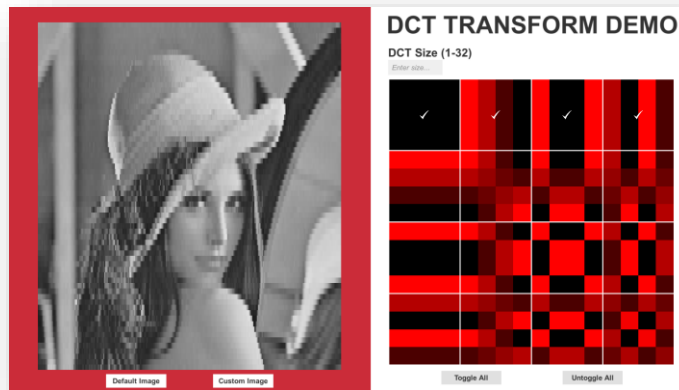 DCT TRANSFORM DEMO
DCT Size (1-32)
Enter size...
Default Image
Custom Image
Toggle All
Untoggle All